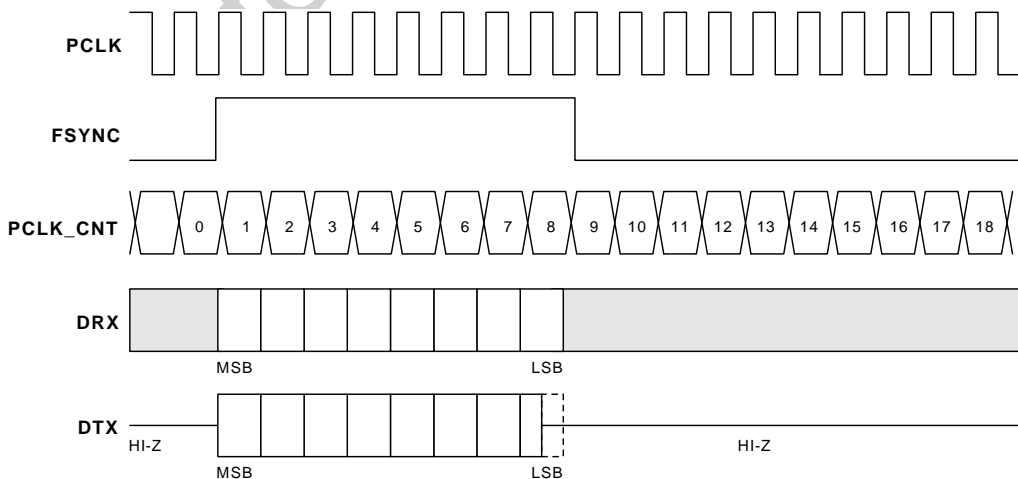 PCLK
FSYNC
PCLK_CNT 0 1 2 3 4 5 6 7 8 9 10 11 12 13 14 15 16 17 18
DRX
MSB LSB
DTX
HI-Z HI-Z
MSB LSB